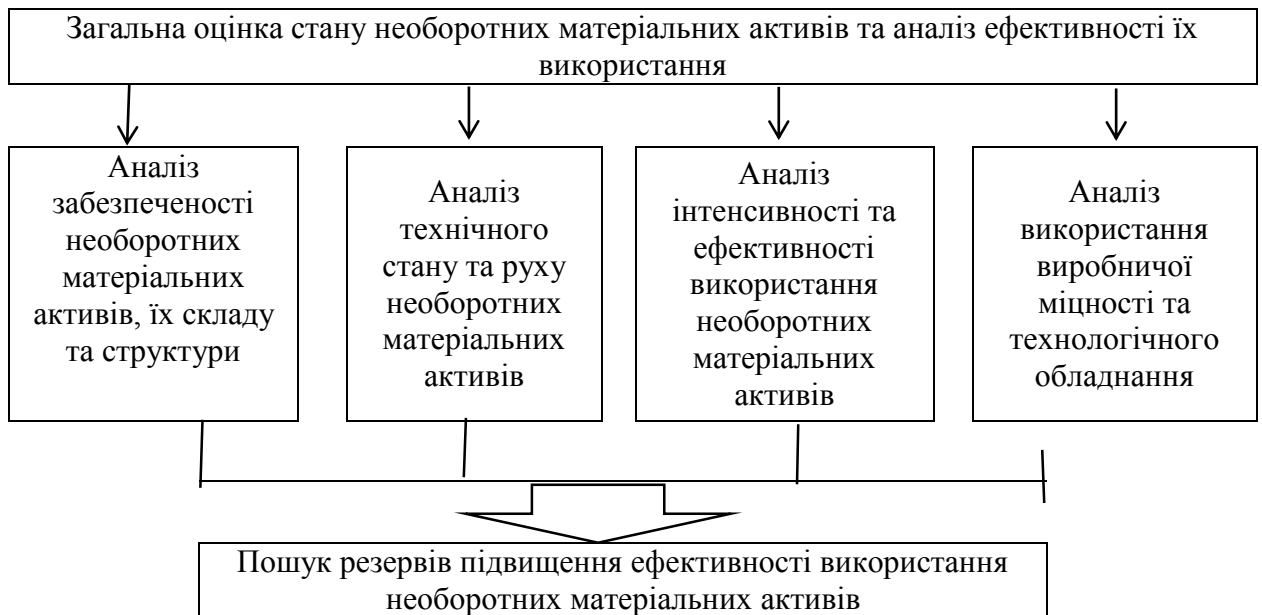 Загальна оцінка стану необоротних матеріальних активів та аналіз ефективності їх
використання
Аналіз
забезпеченості
необоротних
матеріальних
активів, їх складу
та структури
Аналіз
технічного
стану та руху
необоротних
матеріальних
активів
Аналіз
інтенсивності та
ефективності
використання
необоротних
матеріальних
активів
Аналіз
використання
виробничої
міцності та
технологічного
обладнання
Пошук резервів підвищення ефективності використання
необоротних матеріальних активів